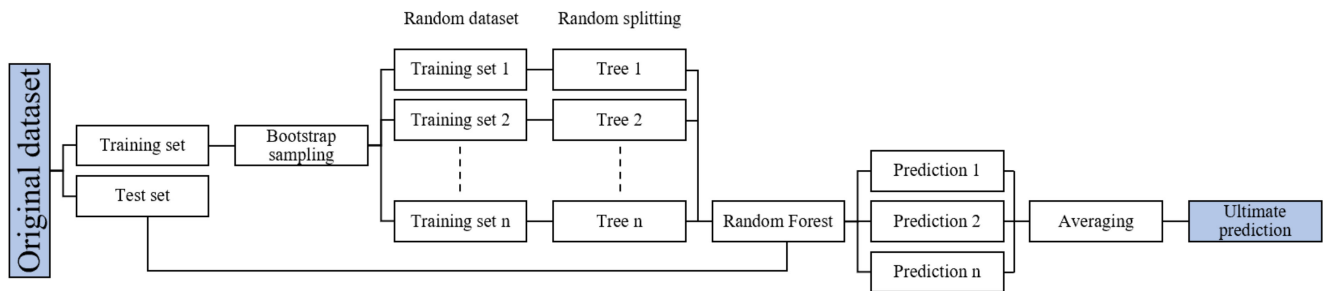 Random dataset
Random splitting
Original dataset
Training set
Test set
Bootstrap
sampling
Training set 1
Tree 1
Training set 2
Tree 2
Training set n
Tree n
Random Forest
Prediction 1
Prediction 2
Prediction n
Averaging
Ultimate
prediction